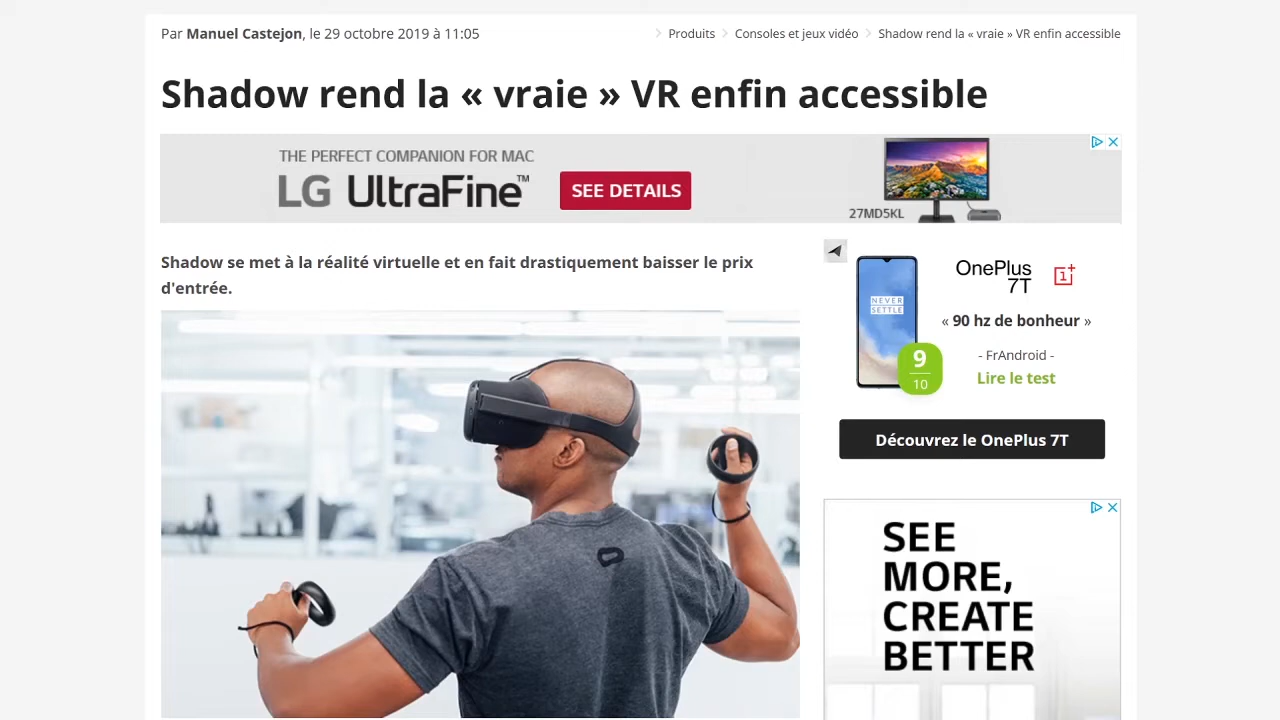 Par Manuel Castejon, le 29 octobre 2019 à 11:05
Produits
Consoles et jeux vidéo
Shadow rend la « vraie » VR enfin accessible
Shadow rend la « vraie » VR enfin accessible
THE PERFECT COMPANION FOR MAC
LG UltraFine™
SEE DETAILS
27MD5KL
Shadow se met à la réalité virtuelle et en fait drastiquement baisser le prix
d'entrée.
NEVER
SETTLE
9
10
OnePlus
7T
1+
« 90 hz de bonheur »
- FrAndroid -
Lire le test
Découvrez le OnePlus 7T
SEE
MORE,
CREATE
BETTER